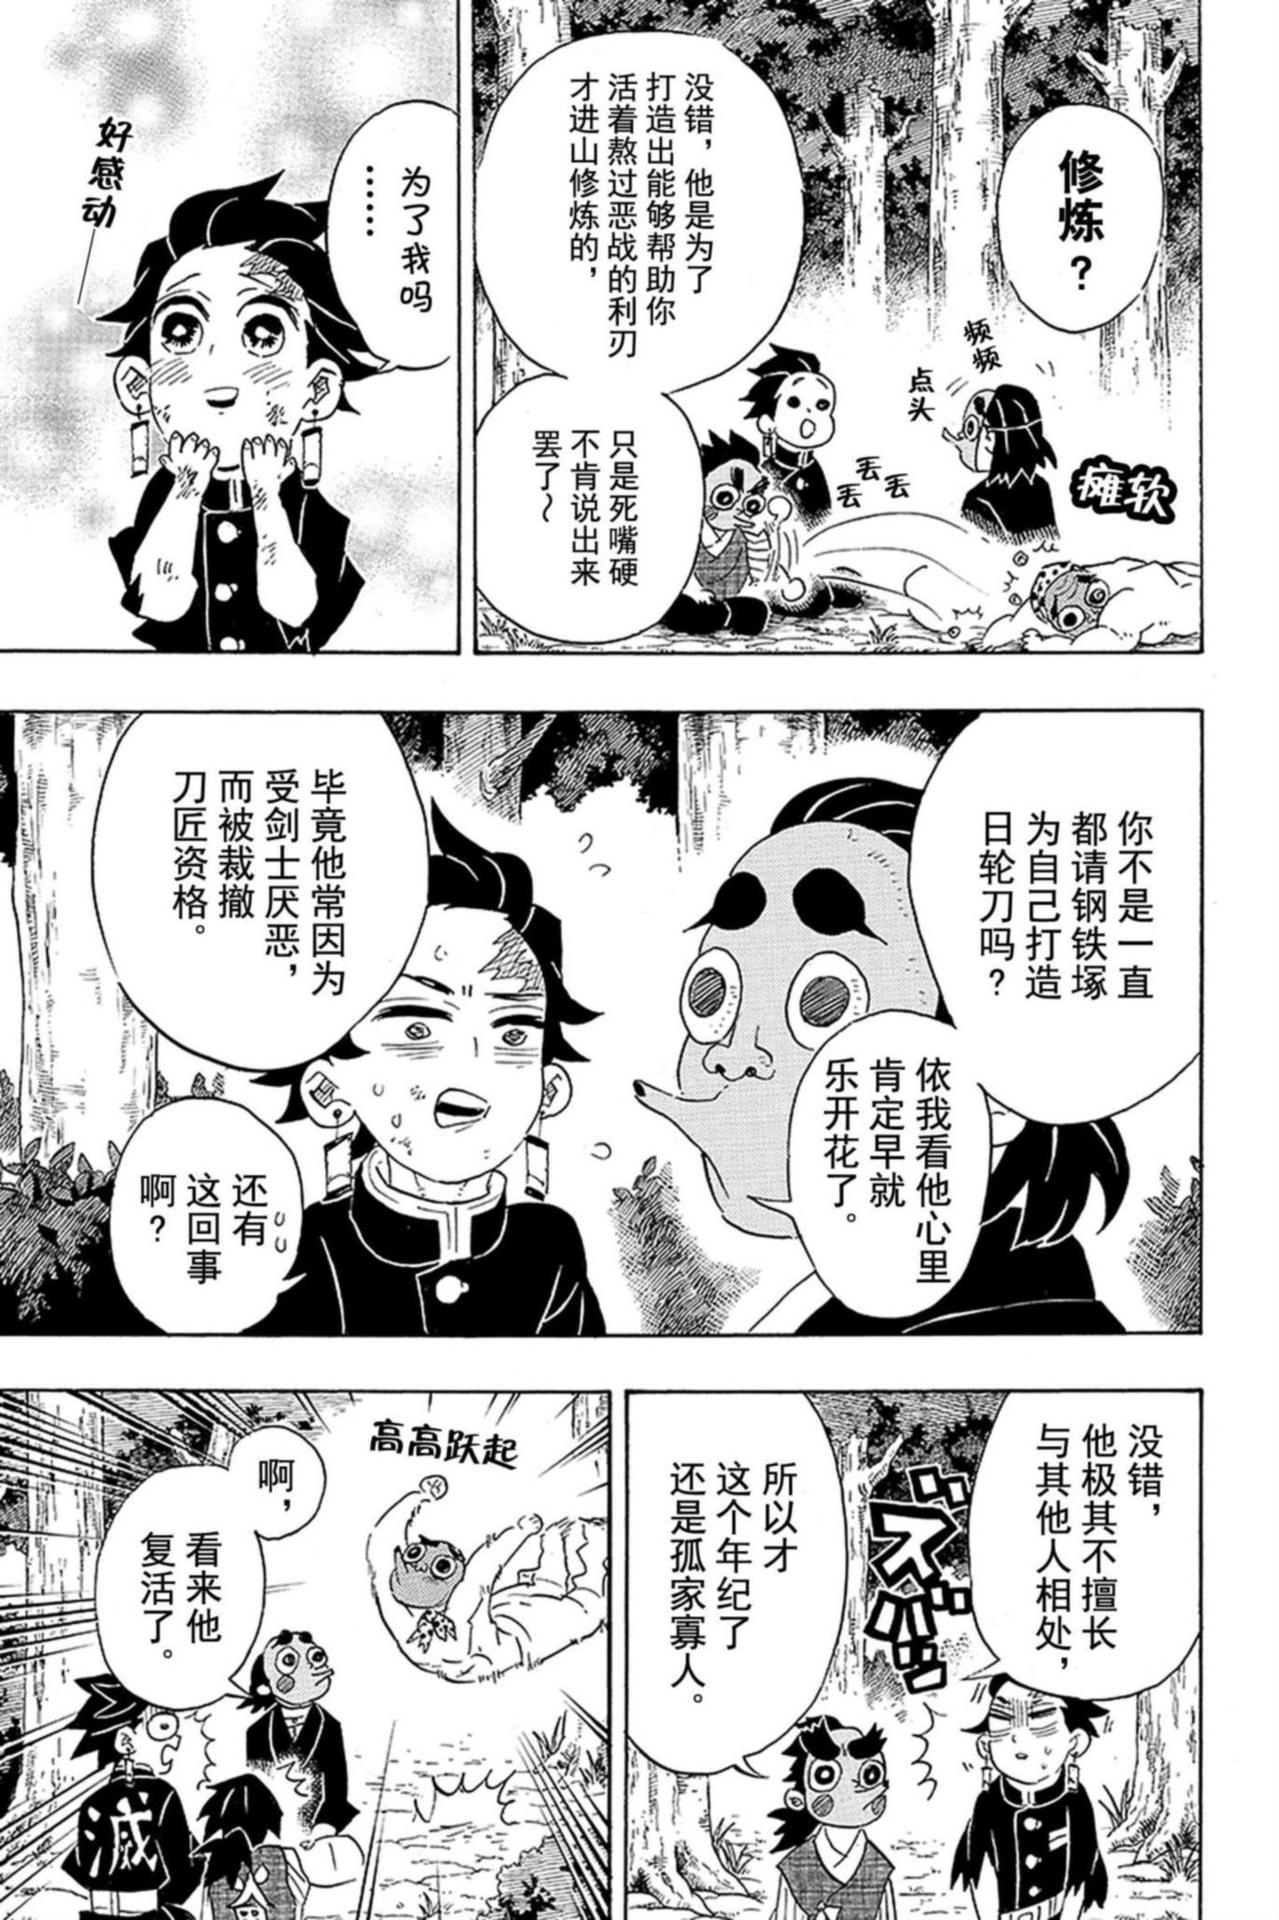 修炼？
没错，他是为了
打造出能够帮助你
活着熬过恶战的利刃
才进山修炼的，
只是死嘴硬
不肯说出来
罢了～
频频
点头
丢
丢
丢
瘫软
为了我吗
……
好感动
你不是一直
都请钢铁塚
为自己打造
日轮刀吗？
依我看他心里
肯定早就
乐开花了。
毕竟他常因为
受剑士厌恶，
而被裁撤
刀匠资格。
还有
这回事
啊？
没错，
他极其不擅长
与其他人相处，
所以才
这个年纪了
还是孤家寡人。
ズバッ
高高跃起
啊，
看来他
复活了。
滅